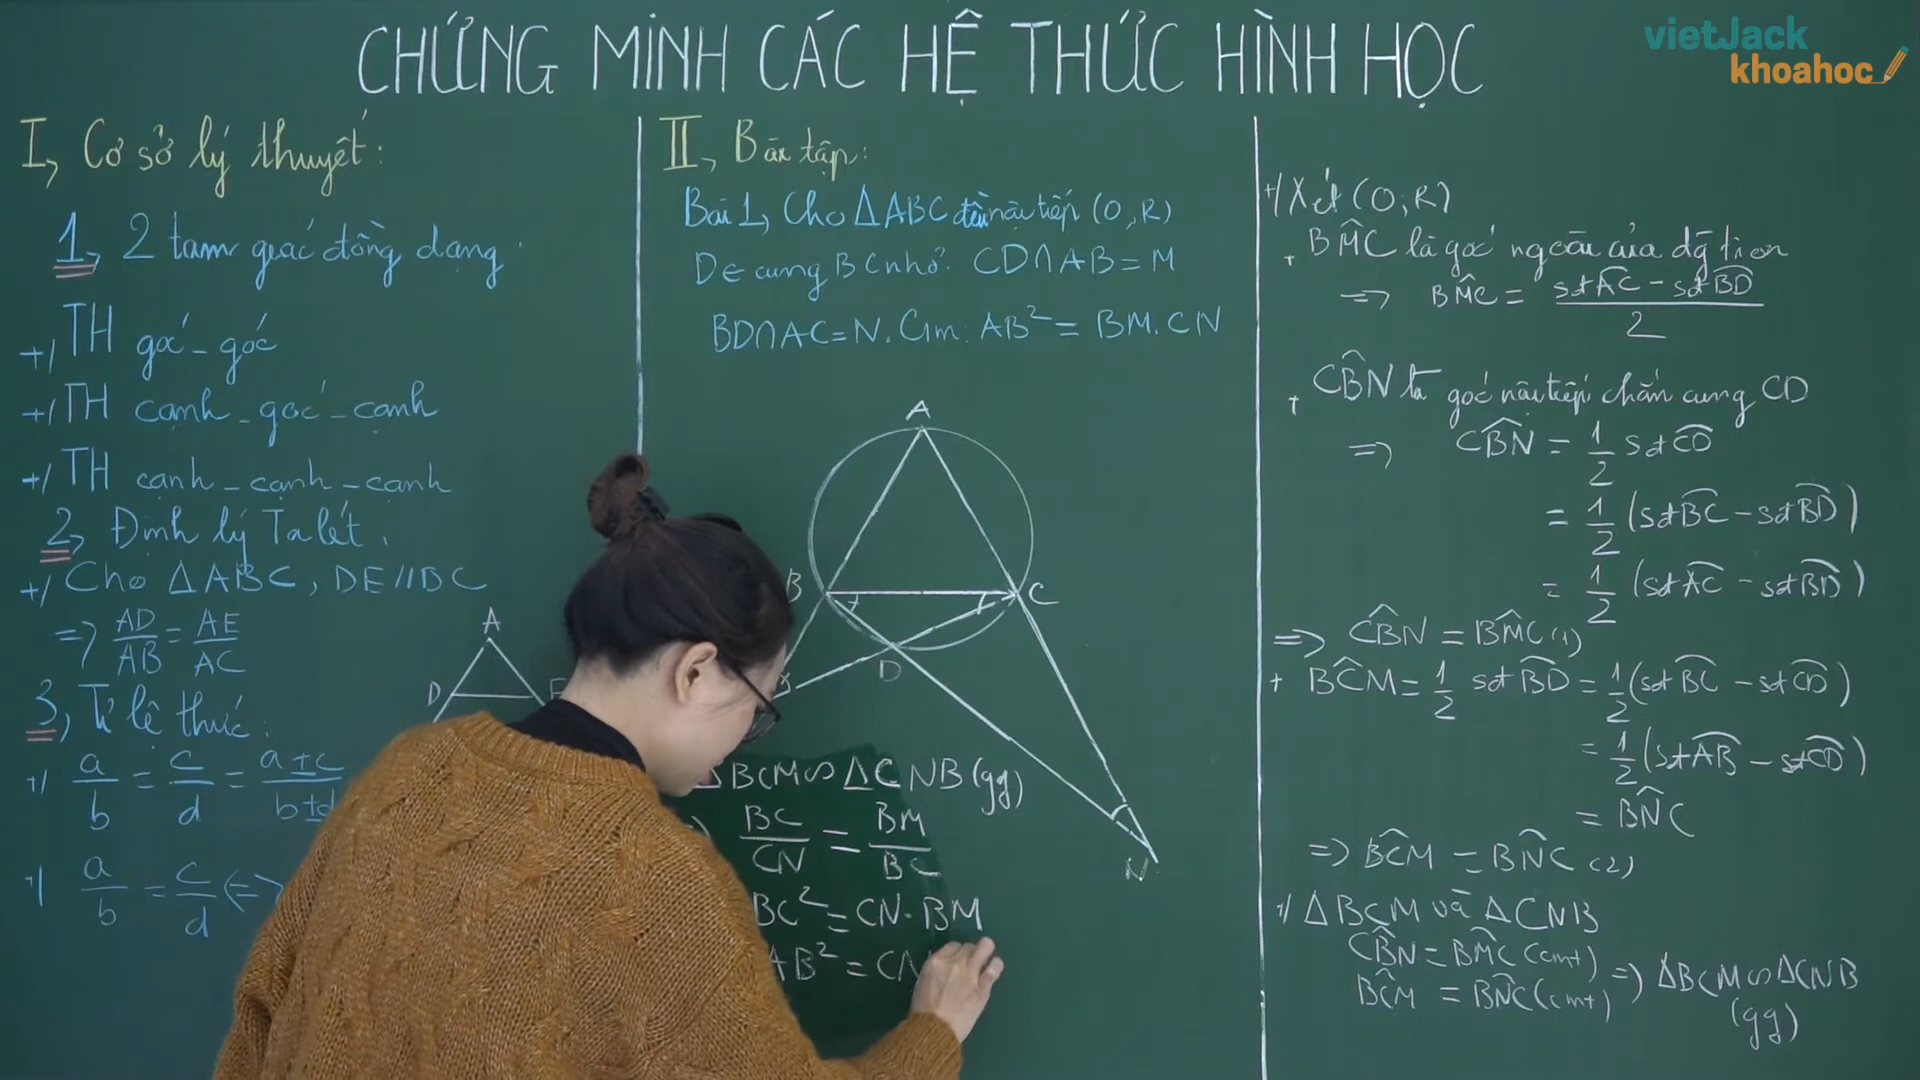 CHỨNG MINH CÁC HỆ THỨC HÌNH HỌC
vietJack
khoahoc
I, Cơ sở lý thuyết:
1, 2 tam giác đồng dạng
+/ TH góc - góc
+/ TH cạnh - góc - cạnh
+/ TH cạnh - cạnh - cạnh
2, Định lý Talét.
+/ Cho ΔABC, DE//BC
=> AD/AB = AE/AC
A
D
3, Tỉ lệ thức:
+/ a/b = c/d = a±c/b±d
+/ a/b = c/d <=>
II, Bài tập:
Bài 1, Cho ΔABC đều nội tiếp (O,R)
D∈ cung BC nhỏ. CD∩AB = M
BD∩AC = N. Cm: AB² = BM.CN
A
B
C
D
N
ΔBCM ∽ ΔCNB (gg)
BC/CN = BM/BC
BC² = CN.BM
AB² = CN
+/ Xét (O,R)
+ BM̂C là góc ngoài của đg tròn
=> BM̂C = (sđ AC⌢ - sđ BD⌢)/2
+ CB̂N là góc nội tiếp chắn cung CD
=> CB̂N = 1/2 sđ CD⌢
= 1/2 (sđ BC⌢ - sđ BD⌢)
= 1/2 (sđ AC⌢ - sđ BD⌢)
=> CB̂N = BM̂C (1)
+ BĈM = 1/2 sđ BD⌢ = 1/2 (sđ BC⌢ - sđ CD⌢)
= 1/2 (sđ AB⌢ - sđ CD⌢)
= BN̂C
=> BĈM = BN̂C (2)
+/ ΔBCM và ΔCNB
CB̂N = BM̂C (cmt)
BĈM = BN̂C (cmt)
=> ΔBCM ∽ ΔCNB
(gg)